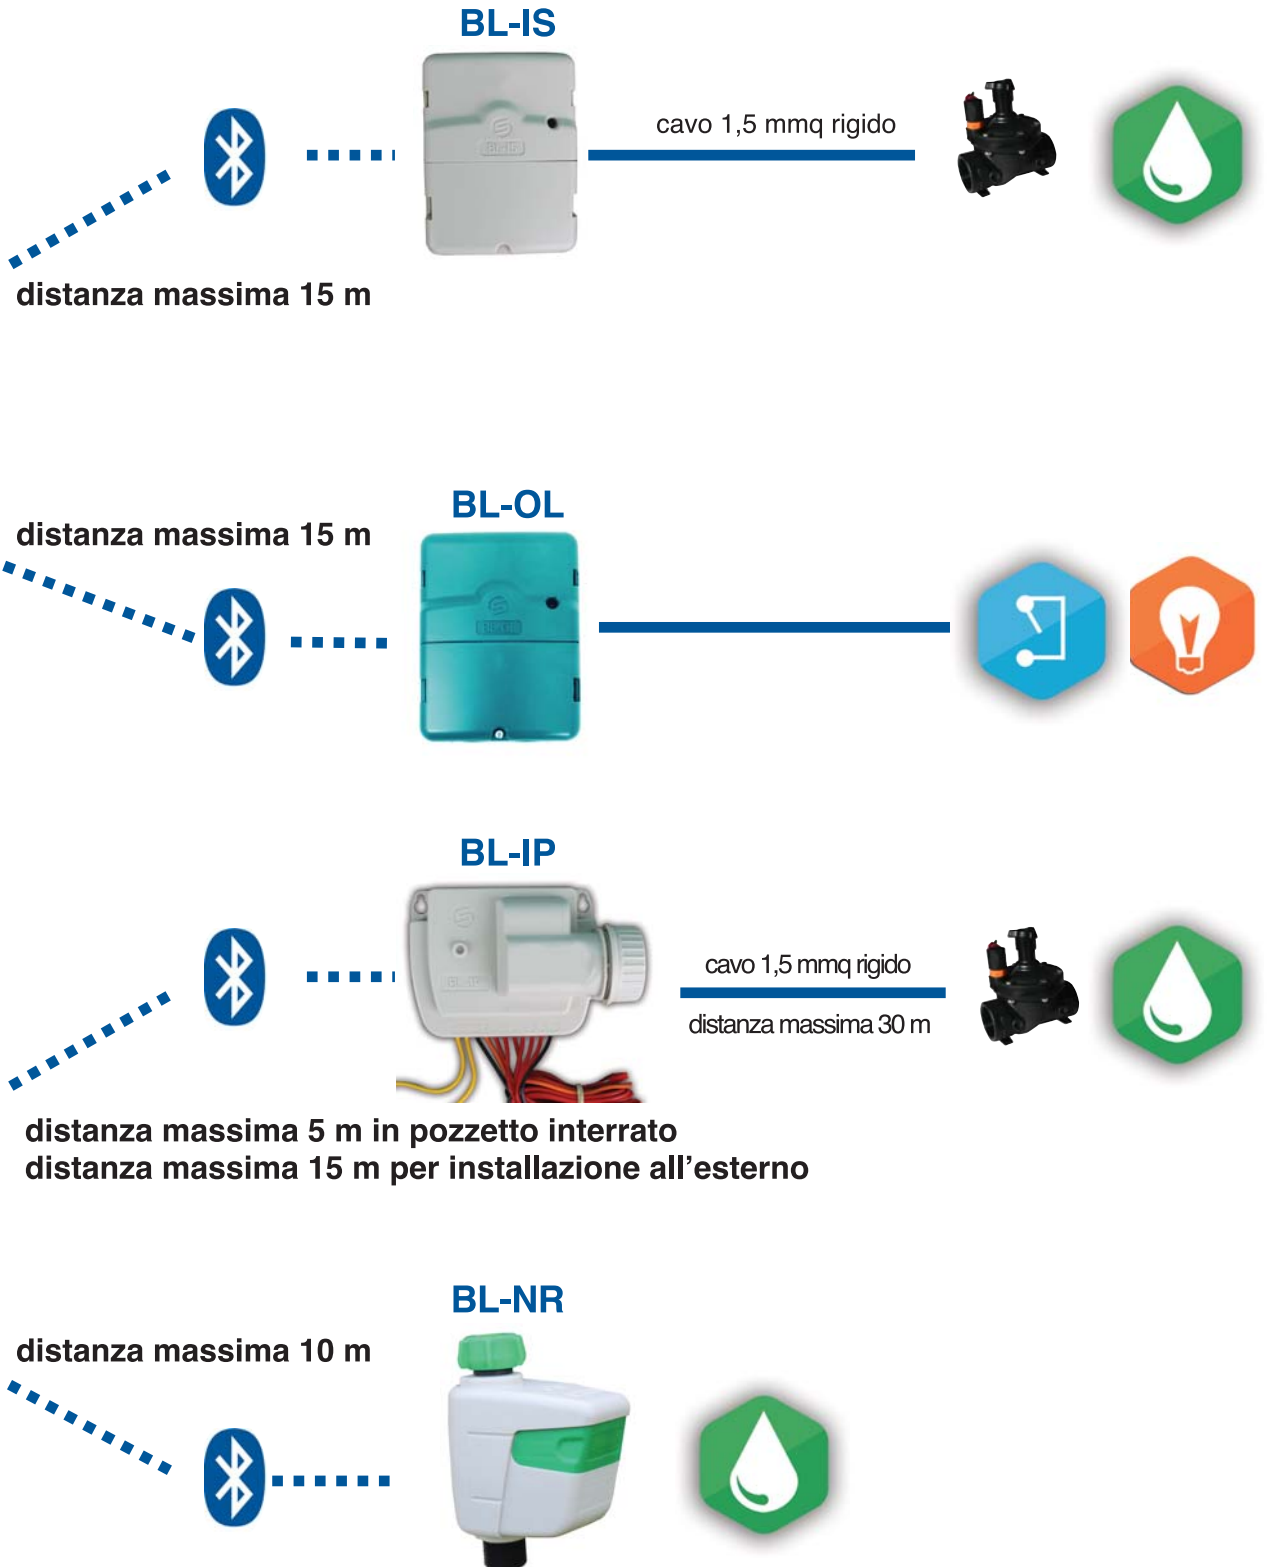 BL-IS
cavo 1,5 mmq rigido
distanza massima 15 m
BL-OL
distanza massima 15 m
BL-IP
cavo 1,5 mmq rigido
distanza massima 30 m
distanza massima 5 m in pozzetto interrato
distanza massima 15 m per installazione all’esterno
BL-NR
distanza massima 10 m